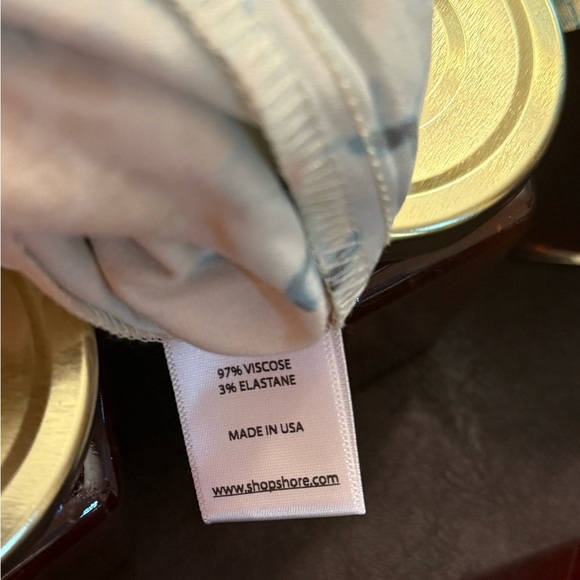 97% VISCOSE
3% ELASTANE
MADE IN USA
www.shopshore.com